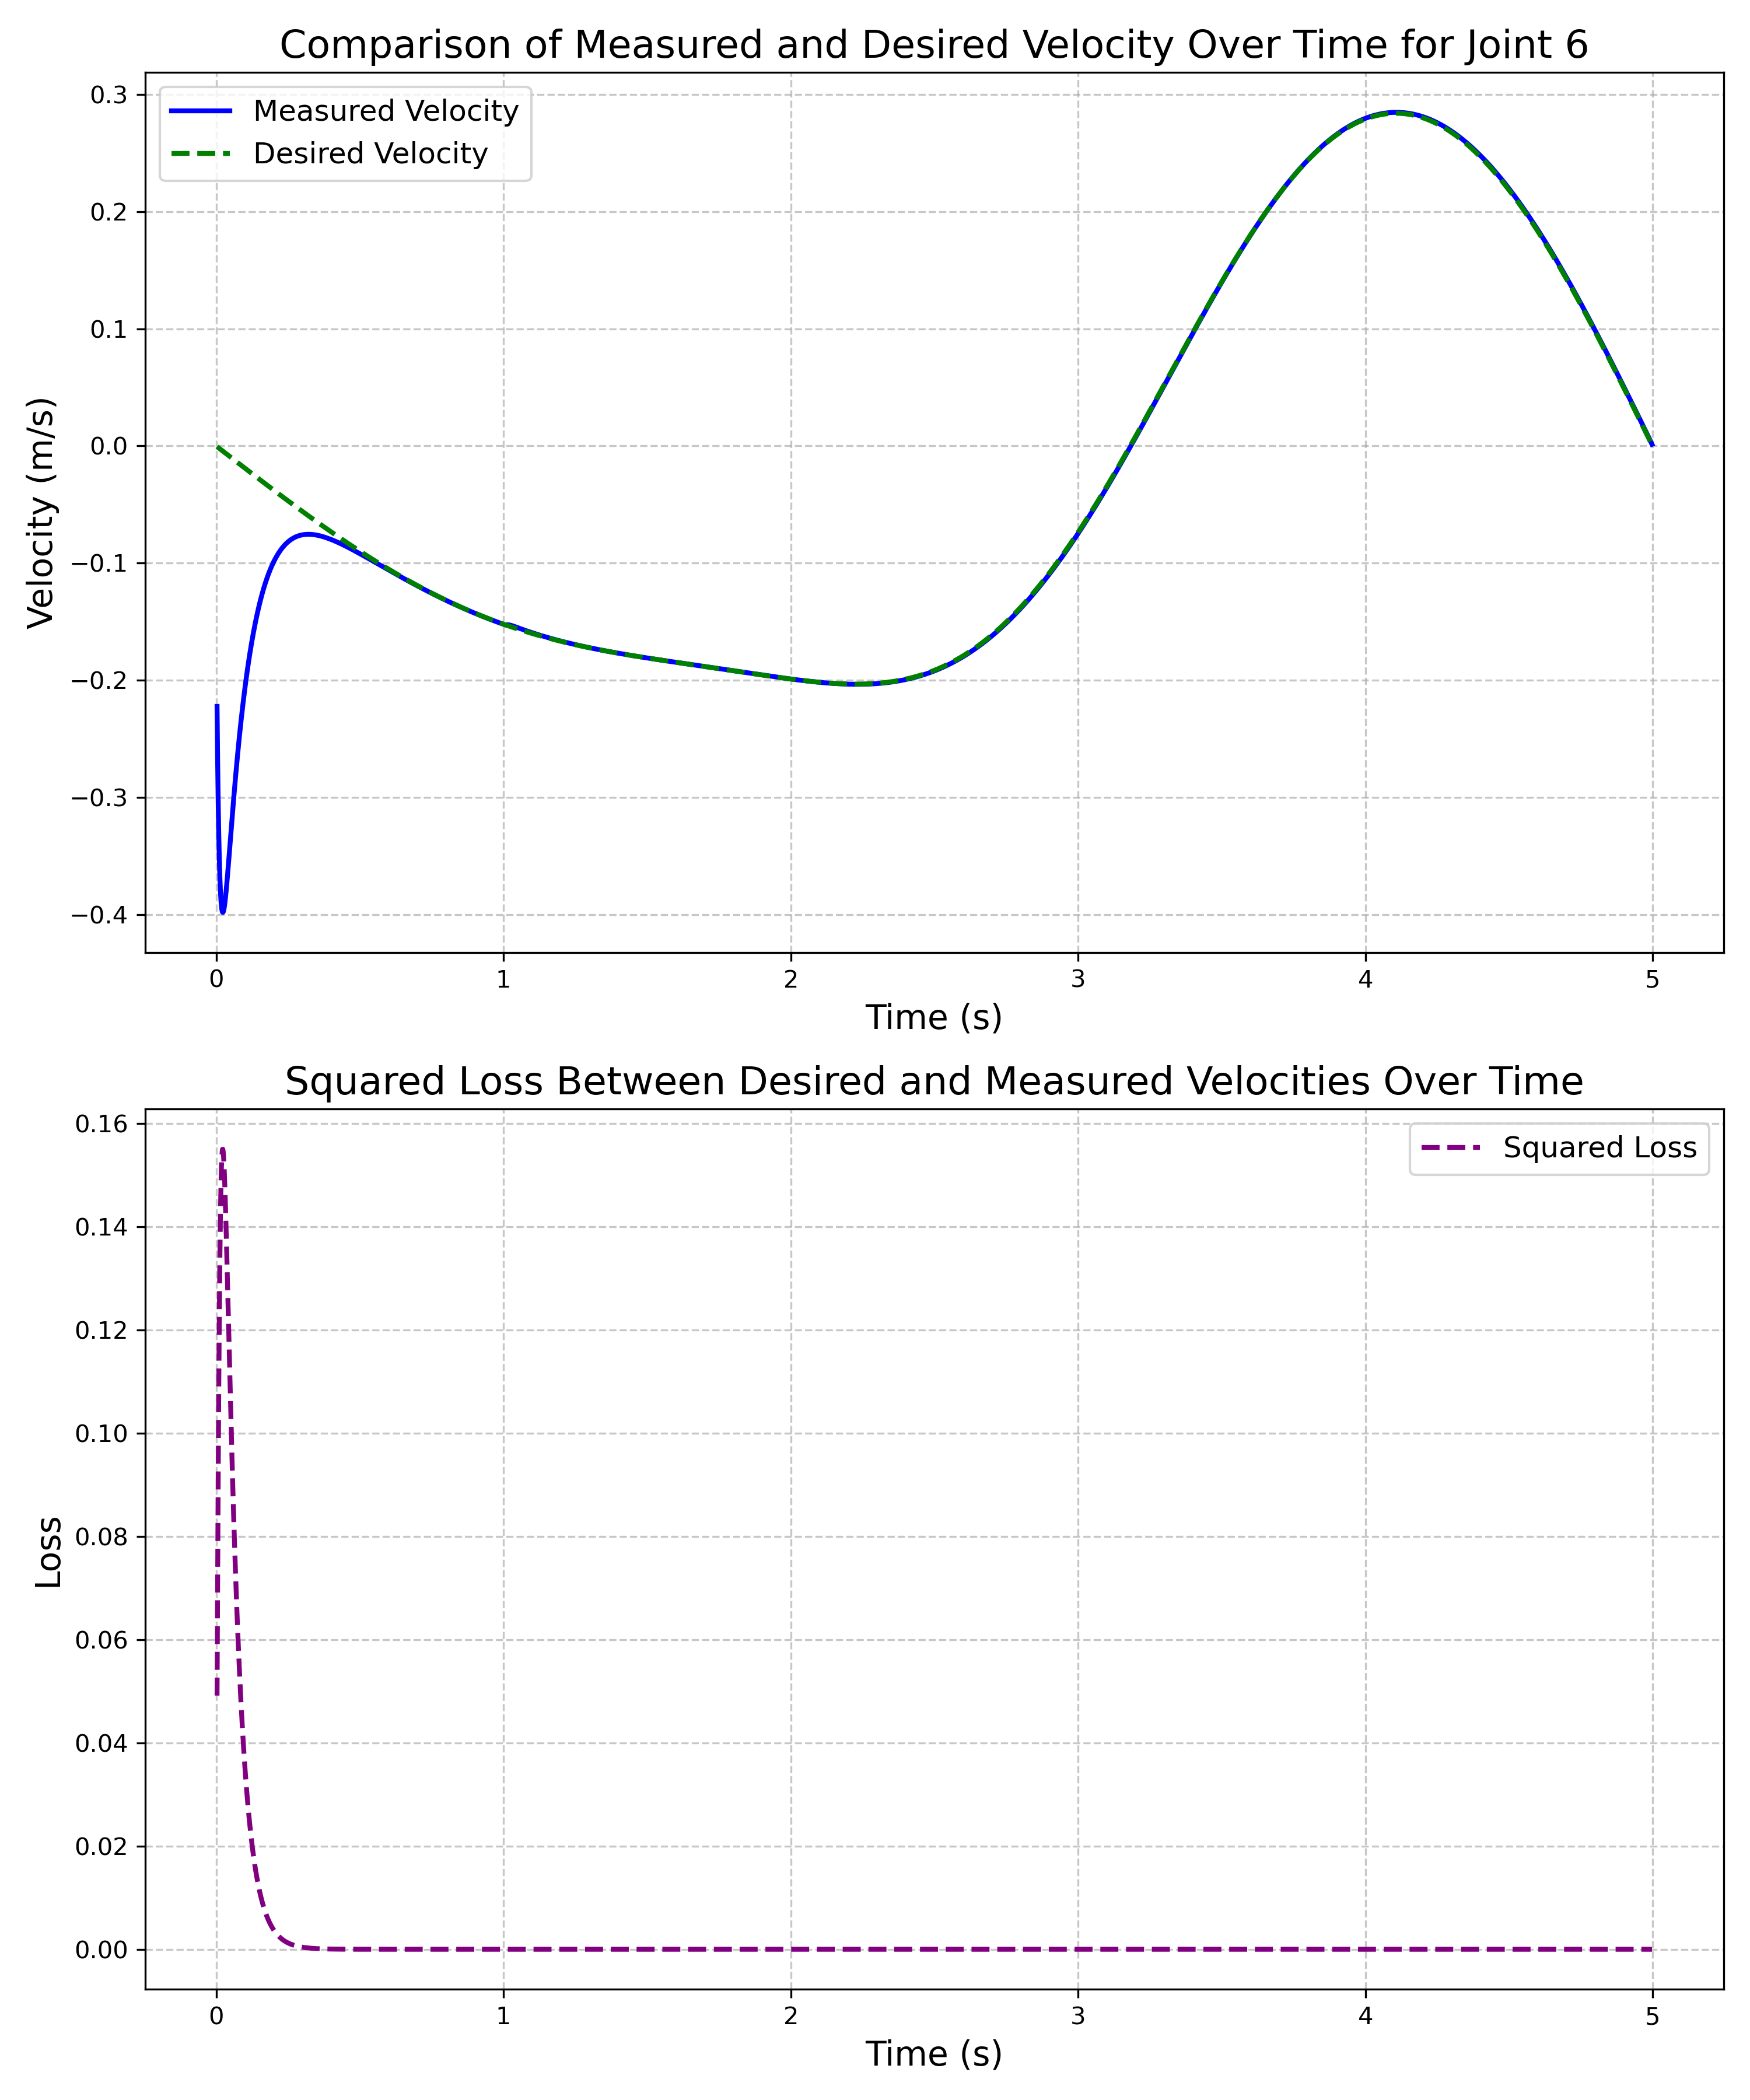 Comparison of Measured and Desired Velocity Over Time for Joint 6
Measured Velocity
Desired Velocity
Velocity (m/s)
0.3
0.2
0.1
0.0
−0.1
−0.2
−0.3
−0.4
0 1 2 3 4 5
Time (s)
Squared Loss Between Desired and Measured Velocities Over Time
Squared Loss
Loss
0.16
0.14
0.12
0.10
0.08
0.06
0.04
0.02
0.00
0 1 2 3 4 5
Time (s)